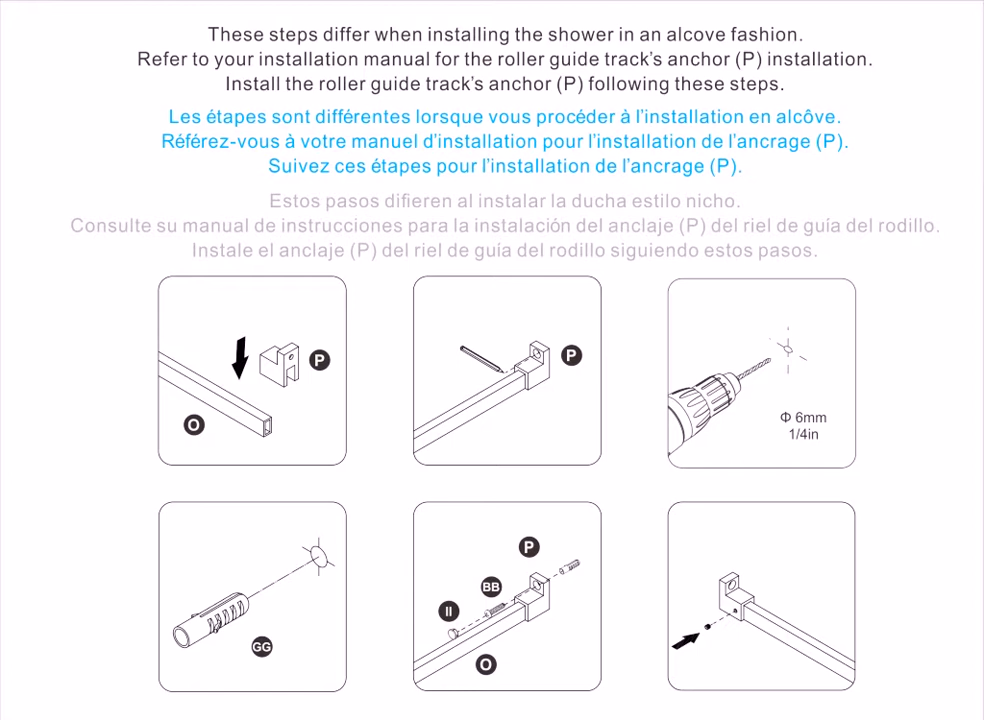 These steps differ when installing the shower in an alcove fashion.
Refer to your installation manual for the roller guide track's anchor (P) installation.
Install the roller guide track's anchor (P) following these steps.
Les étapes sont différentes lorsque vous procéder à l'installation en alcôve.
Référez-vous à votre manuel d'installation pour l'installation de l'ancrage (P).
Suivez ces étapes pour l'installation de l'ancrage (P).
Estos pasos difieren al instalar la ducha estilo nicho.
Consulte su manual de instrucciones para la instalación del anclaje (P) del riel de guía del rodillo.
Instale el anclaje (P) del riel de guía del rodillo siguiendo estos pasos.
P
O
P
Φ 6mm
1/4in
GG
P
BB
II
O